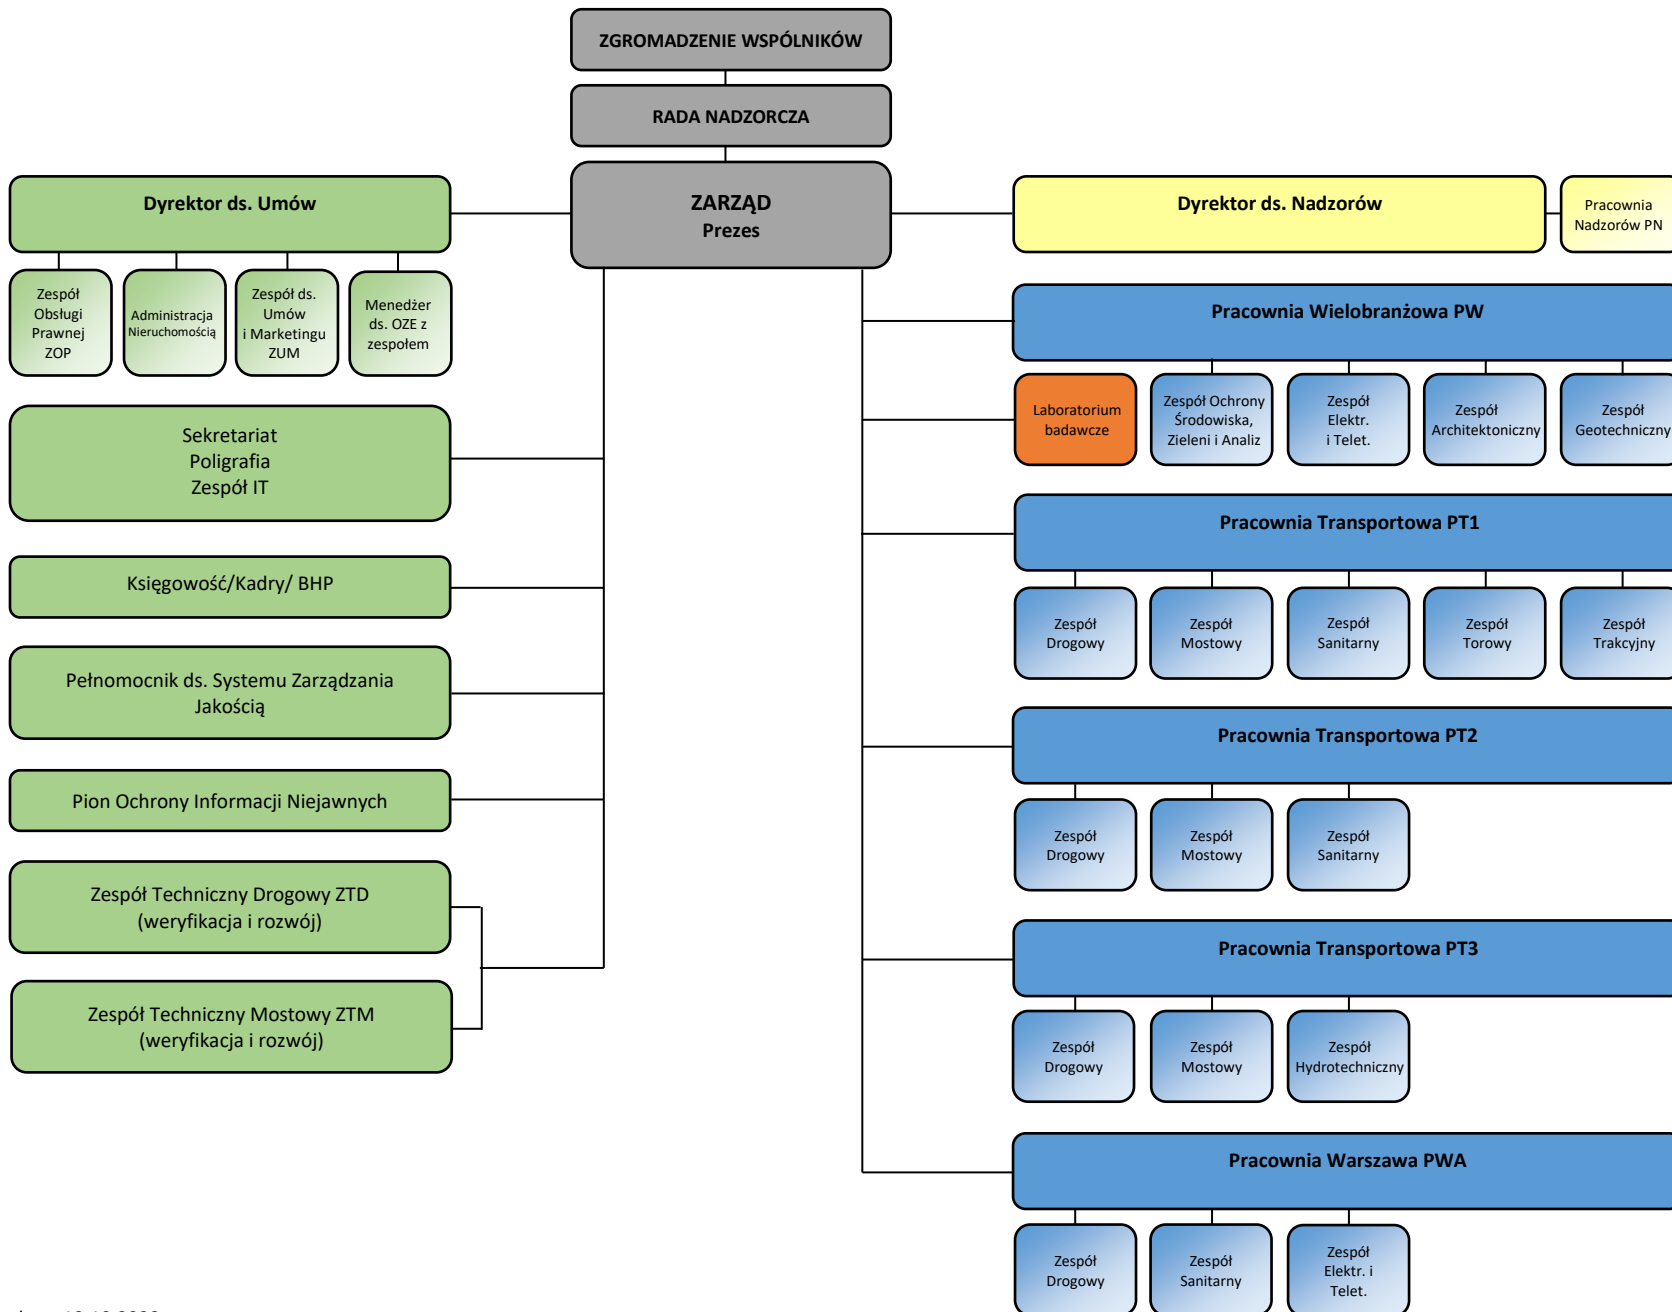 ZGROMADZENIE WSPÓLNIKÓW
RADA NADZORCZA
ZARZĄD
Prezes
Dyrektor ds. Umów
Zespół
Obsługi
Prawnej
ZOP
Administracja
Nieruchomością
Zespół ds.
Umów
i Marketingu
ZUM
Menedżer
ds. OZE z
zespołem
Sekretariat
Poligrafia
Zespół IT
Księgowość/Kadry/ BHP
Pełnomocnik ds. Systemu Zarządzania
Jakością
Pion Ochrony Informacji Niejawnych
Zespół Techniczny Drogowy ZTD
(weryfikacja i rozwój)
Zespół Techniczny Mostowy ZTM
(weryfikacja i rozwój)
Dyrektor ds. Nadzorów
Pracownia
Nadzorów PN
Pracownia Wielobranżowa PW
Laboratorium
badawcze
Zespół Ochrony
Środowiska,
Zieleni i Analiz
Zespół
Elektr.
i Telet.
Zespół
Architektoniczny
Zespół
Geotechniczny
Pracownia Transportowa PT1
Zespół
Drogowy
Zespół
Mostowy
Zespół
Sanitarny
Zespół
Torowy
Zespół
Trakcyjny
Pracownia Transportowa PT2
Zespół
Drogowy
Zespół
Mostowy
Zespół
Sanitarny
Pracownia Transportowa PT3
Zespół
Drogowy
Zespół
Mostowy
Zespół
Hydrotechniczny
Pracownia Warszawa PWA
Zespół
Drogowy
Zespół
Sanitarny
Zespół
Elektr. i
Telet.